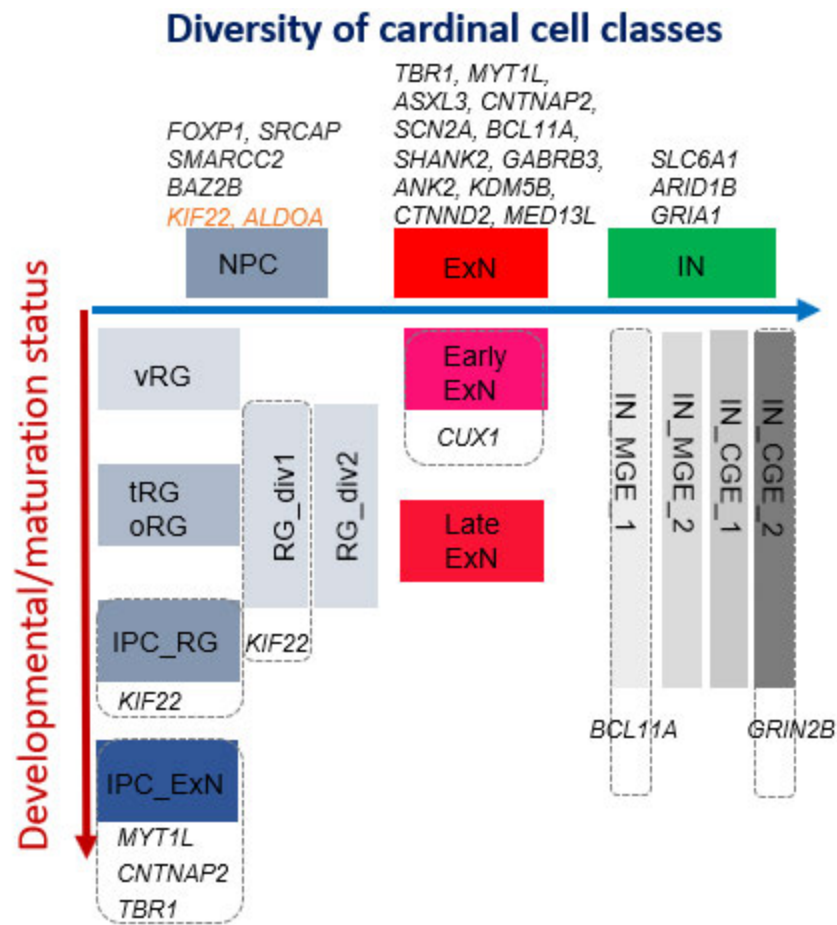 Diversity of cardinal cell classes
FOXP1, SRCAP
SMARCC2
BAZ2B
KIF22, ALDOA
TBR1, MYT1L,
ASXL3, CNTNAP2,
SCN2A, BCL11A,
SHANK2, GABRB3,
ANK2, KDM5B,
CTNND2, MED13L
SLC6A1
ARID1B
GRIA1
NPC
ExN
IN
Developmental/maturation status
vRG
tRG
oRG
IPC_RG
KIF22
IPC_ExN
MYT1L
CNTNAP2
TBR1
RG_div1
KIF22
RG_div2
Early
ExN
CUX1
Late
ExN
IN_MGE_1
BCL11A
IN_MGE_2
IN_CGE_1
IN_CGE_2
GRIN2B